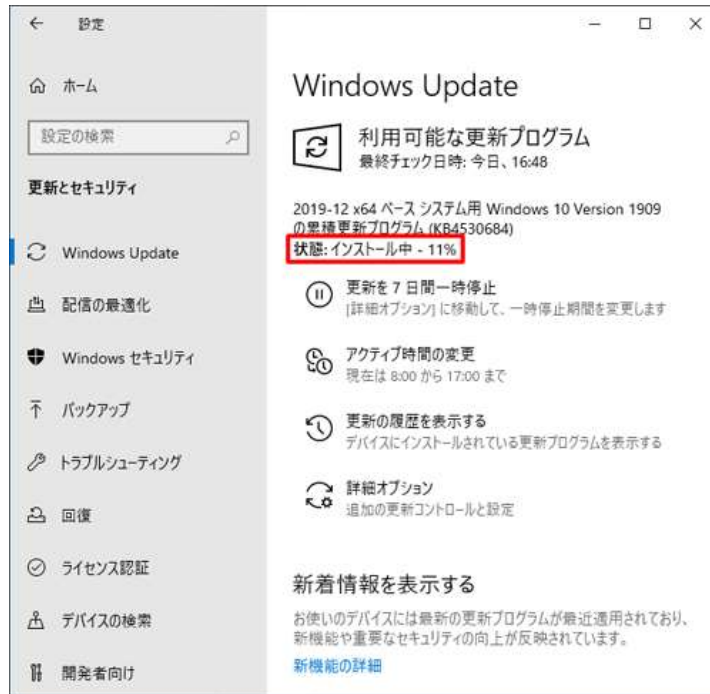 設定
ホーム
設定の検索
更新とセキュリティ
Windows Update
配信の最適化
Windows セキュリティ
バックアップ
トラブルシューティング
回復
ライセンス認証
デバイスの検索
開発者向け
Windows Update
利用可能な更新プログラム
最終チェック日時: 今日、16:48
2019-12 x64 ベース システム用 Windows 10 Version 1909
の累積更新プログラム (KB4530684)
状態: インストール中 - 11%
更新を 7 日間一時停止
[詳細オプション] に移動して、一時停止期間を変更します
アクティブ時間の変更
現在は 8:00 から 17:00 まで
更新の履歴を表示する
デバイスにインストールされている更新プログラムを表示する
詳細オプション
追加の更新コントロールと設定
新着情報を表示する
お使いのデバイスには最新の更新プログラムが最近適用されており、
新機能や重要なセキュリティの向上が反映されています。
新機能の詳細